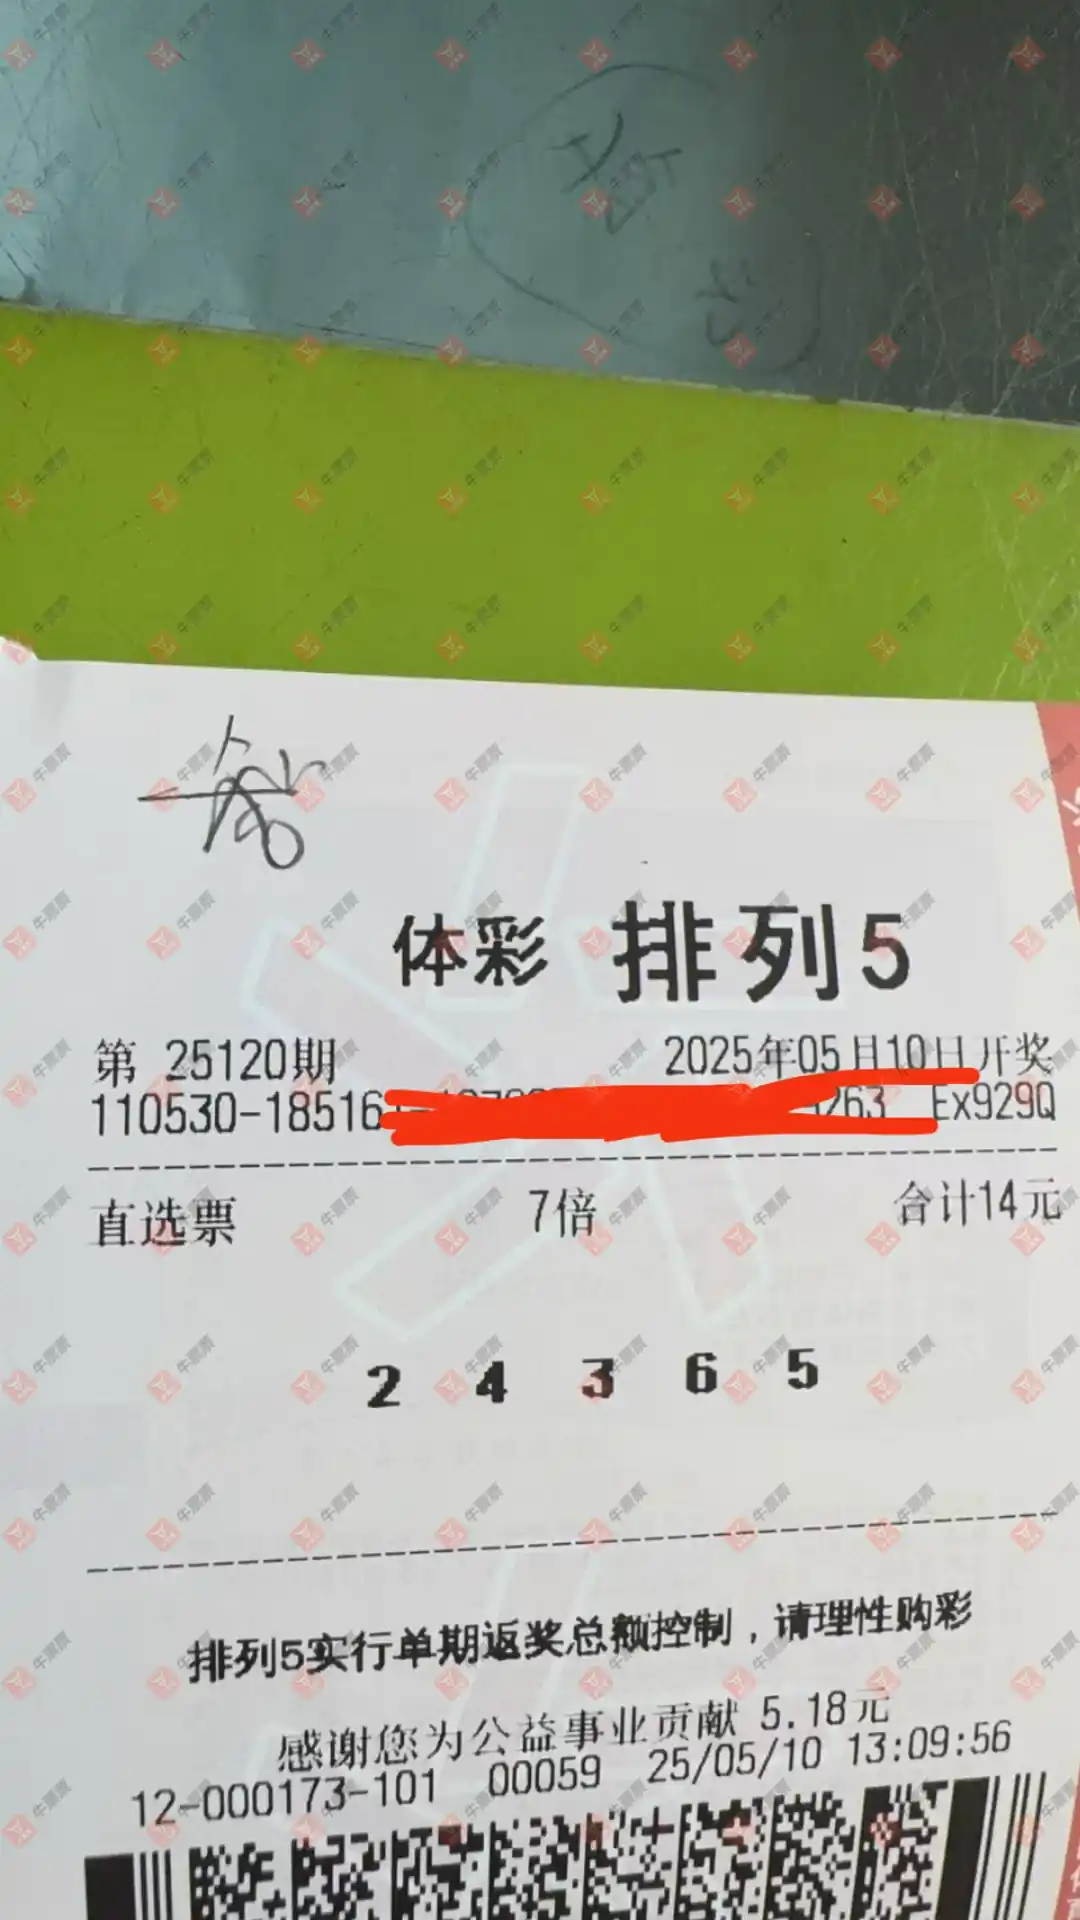 体彩 排列5
第 25120期 2025年05月10日开奖
110530-18516 263 Ex929Q
直选票 7倍 合计14元
2 4 3 6 5
排列5实行单期返奖总额控制，请理性购彩
感谢您为公益事业贡献 5.18元
12-000173-101 00059 25/05/10 13:09:56
牛票票